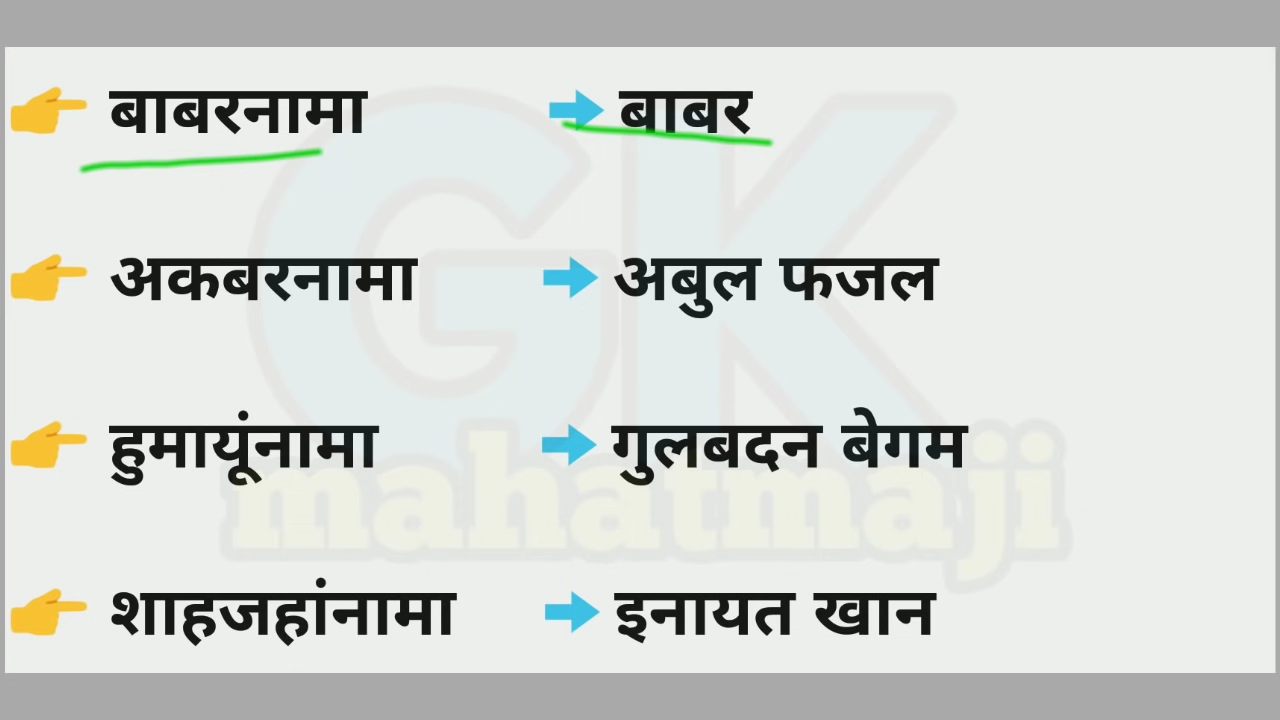 👉 बाबरनामा ➡ बाबर
👉 अकबरनामा ➡ अबुल फजल
👉 हुमायूंनामा ➡ गुलबदन बेगम
👉 शाहजहांनामा ➡ इनायत खान
GK
mahatmaji